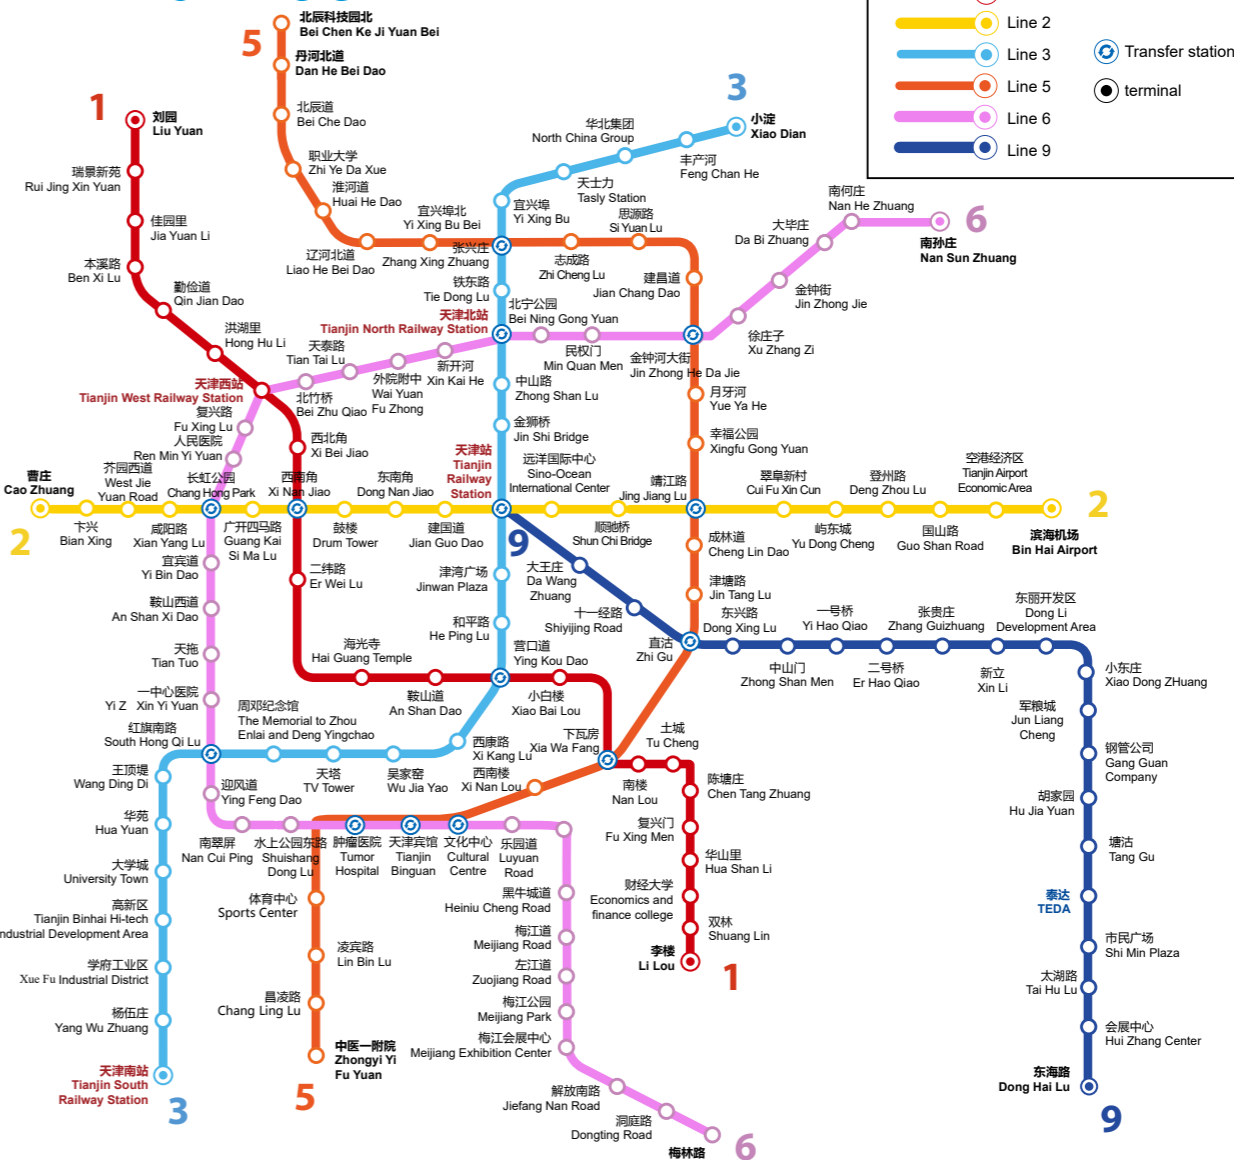 Line 2
Line 3
Line 5
Line 6
Line 9
Transfer station
terminal
5
北辰科技园北
Bei Chen Ke Ji Yuan Bei
丹河北道
Dan He Bei Dao
北辰道
Bei Che Dao
职业大学
Zhi Ye Da Xue
淮河道
Huai He Dao
宜兴埠北
Yi Xing Bu Bei
辽河北道
Liao He Bei Dao
张兴庄
Zhang Xing Zhuang
1
刘园
Liu Yuan
瑞景新苑
Rui Jing Xin Yuan
佳园里
Jia Yuan Li
本溪路
Ben Xi Lu
勤俭道
Qin Jian Dao
洪湖里
Hong Hu Li
天津西站
Tianjin West Railway Station
3
小淀
Xiao Dian
华北集团
North China Group
丰产河
Feng Chan He
天士力
Tasly Station
宜兴埠
Yi Xing Bu
思源路
Si Yuan Lu
志成路
Zhi Cheng Lu
建昌道
Jian Chang Dao
铁东路
Tie Dong Lu
南何庄
Nan He Zhuang
大毕庄
Da Bi Zhuang
6
南孙庄
Nan Sun Zhuang
金钟街
Jin Zhong Jie
徐庄子
Xu Zhang Zi
天津北站
Tianjin North Railway Station
北宁公园
Bei Ning Gong Yuan
民权门
Min Quan Men
金钟河大街
Jin Zhong He Da Jie
天泰路
Tian Tai Lu
北竹桥
Bei Zhu Qiao
外院附中
Wai Yuan
Fu Zhong
新开河
Xin Kai He
中山路
Zhong Shan Lu
月牙河
Yue Ya He
复兴路
Fu Xing Lu
人民医院
Ren Min Yi Yuan
西北角
Xi Bei Jiao
金狮桥
Jin Shi Bridge
幸福公园
Xingfu Gong Yuan
曹庄
Cao Zhuang
2
卞兴
Bian Xing
芥园西道
West Jie
Yuan Road
咸阳路
Xian Yang Lu
长虹公园
Chang Hong Park
广开四马路
Guang Kai
Si Ma Lu
西南角
Xi Nan Jiao
鼓楼
Drum Tower
东南角
Dong Nan Jiao
建国道
Jian Guo Dao
天津站
Tianjin
Railway
Station
远洋国际中心
Sino-Ocean
International Center
顺驰桥
Shun Chi Bridge
靖江路
Jing Jiang Lu
翠阜新村
Cui Fu Xin Cun
屿东城
Yu Dong Cheng
登州路
Deng Zhou Lu
国山路
Guo Shan Road
空港经济区
Tianjin Airport
Economic Area
2
滨海机场
Bin Hai Airport
9
宜宾道
Yi Bin Dao
鞍山西道
An Shan Xi Dao
天拖
Tian Tuo
一中心医院
Yi Z Xin Yi Yuan
红旗南路
South Hong Qi Lu
二纬路
Er Wei Lu
津湾广场
Jinwan Plaza
和平路
He Ping Lu
大王庄
Da Wang
Zhuang
十一经路
Shiyijing Road
成林道
Cheng Lin Dao
津塘路
Jin Tang Lu
直沽
Zhi Gu
东兴路
Dong Xing Lu
中山门
Zhong Shan Men
一号桥
Yi Hao Qiao
二号桥
Er Hao Qiao
张贵庄
Zhang Guizhuang
新立
Xin Li
东丽开发区
Dong Li
Development Area
小东庄
Xiao Dong ZHuang
军粮城
Jun Liang
Cheng
钢管公司
Gang Guan
Company
胡家园
Hu Jia Yuan
塘沽
Tang Gu
泰达
TEDA
市民广场
Shi Min Plaza
太湖路
Tai Hu Lu
会展中心
Hui Zhang Center
东海路
Dong Hai Lu
9
海光寺
Hai Guang Temple
鞍山道
An Shan Dao
营口道
Ying Kou Dao
小白楼
Xiao Bai Lou
下瓦房
Xia Wa Fang
土城
Tu Cheng
南楼
Nan Lou
陈塘庄
Chen Tang Zhuang
复兴门
Fu Xing Men
华山里
Hua Shan Li
财经大学
Economics and
finance college
双林
Shuang Lin
李楼
Li Lou
1
周邓纪念馆
The Memorial to Zhou
Enlai and Deng Yingchao
天塔
TV Tower
吴家窑
Wu Jia Yao
西康路
Xi Kang Lu
西南楼
Xi Nan Lou
王顶堤
Wang Ding Di
迎风道
Ying Feng Dao
华苑
Hua Yuan
大学城
University Town
高新区
Tianjin Binhai Hi-tech
ndustrial Development Area
学府工业区
Xue Fu Industrial District
杨伍庄
Yang Wu Zhuang
天津南站
Tianjin South
Railway Station
3
南翠屏
Nan Cui Ping
水上公园东路
Shuishang
Dong Lu
肿瘤医院
Tumor
Hospital
天津宾馆
Tianjin
Binguan
文化中心
Cultural
Centre
乐园道
Luyuan
Road
体育中心
Sports Center
凌宾路
Lin Bin Lu
昌凌路
Chang Ling Lu
中医一附院
Zhongyi Yi
Fu Yuan
5
黑牛城道
Heiniu Cheng Road
梅江道
Meijiang Road
左江道
Zuojiang Road
梅江公园
Meijiang Park
梅江会展中心
Meijiang Exhibition Center
解放南路
Jiefang Nan Road
洞庭路
Dongting Road
梅林路
6